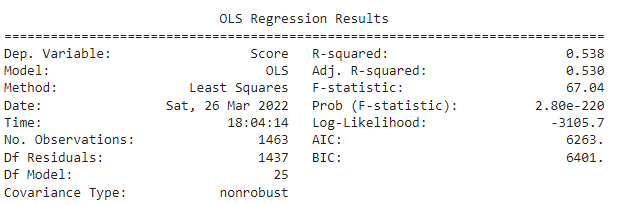 OLS Regression Results
==============================================================================
Dep. Variable: Score R-squared: 0.538
Model: OLS Adj. R-squared: 0.530
Method: Least Squares F-statistic: 67.04
Date: Sat, 26 Mar 2022 Prob (F-statistic): 2.80e-220
Time: 18:04:14 Log-Likelihood: -3105.7
No. Observations: 1463 AIC: 6263.
Df Residuals: 1437 BIC: 6401.
Df Model: 25
Covariance Type: nonrobust